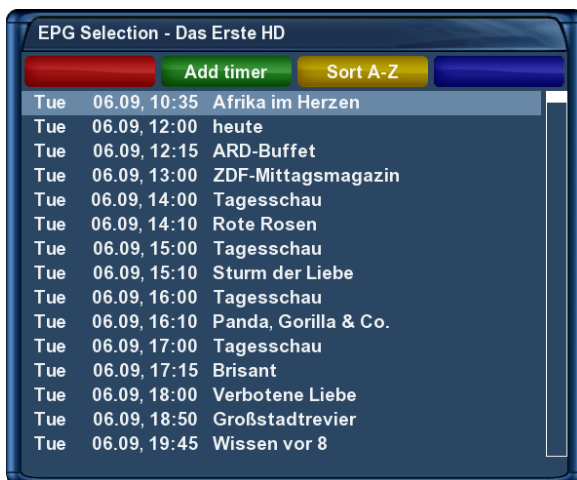 EPG Selection - Das Erste HD
Add timer Sort A-Z
Tue 06.09, 10:35 Afrika im Herzen
Tue 06.09, 12:00 heute
Tue 06.09, 12:15 ARD-Buffet
Tue 06.09, 13:00 ZDF-Mittagsmagazin
Tue 06.09, 14:00 Tagesschau
Tue 06.09, 14:10 Rote Rosen
Tue 06.09, 15:00 Tagesschau
Tue 06.09, 15:10 Sturm der Liebe
Tue 06.09, 16:00 Tagesschau
Tue 06.09, 16:10 Panda, Gorilla & Co.
Tue 06.09, 17:00 Tagesschau
Tue 06.09, 17:15 Brisant
Tue 06.09, 18:00 Verbotene Liebe
Tue 06.09, 18:50 Großstadtrevier
Tue 06.09, 19:45 Wissen vor 8